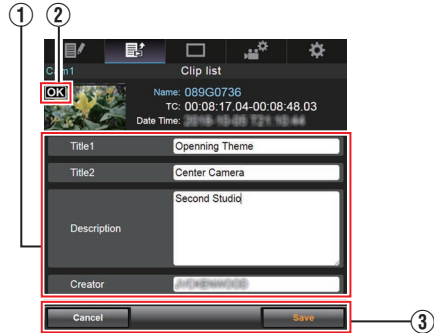 ① ②
Cam1 Clip list
OK
Name: 089G0736
TC: 00:08:17.04-00:08:48.03
Date Time:
Title1 Openning Theme
Title2 Center Camera
Description Second Studio
Creator
Cancel Save
③